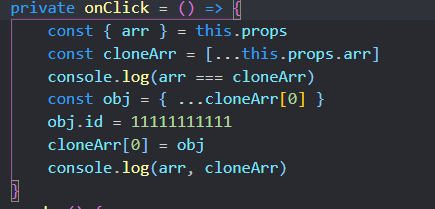 private onClick = () => {
const { arr } = this.props
const cloneArr = [...this.props.arr]
console.log(arr === cloneArr)
const obj = { ...cloneArr[0] }
obj.id = 11111111111
cloneArr[0] = obj
console.log(arr, cloneArr)
}